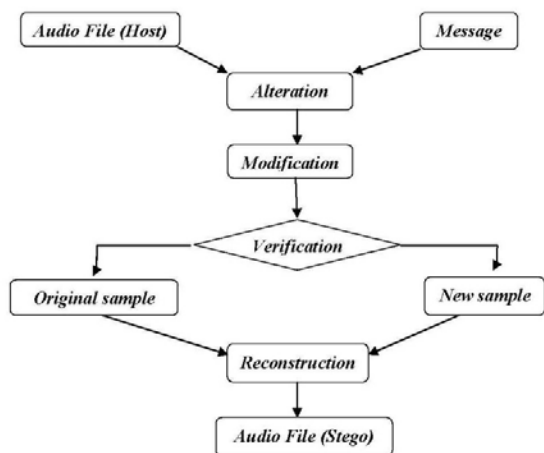 Audio File (Host)
Message
Alteration
Modification
Verification
Original sample
New sample
Reconstruction
Audio File (Stego)